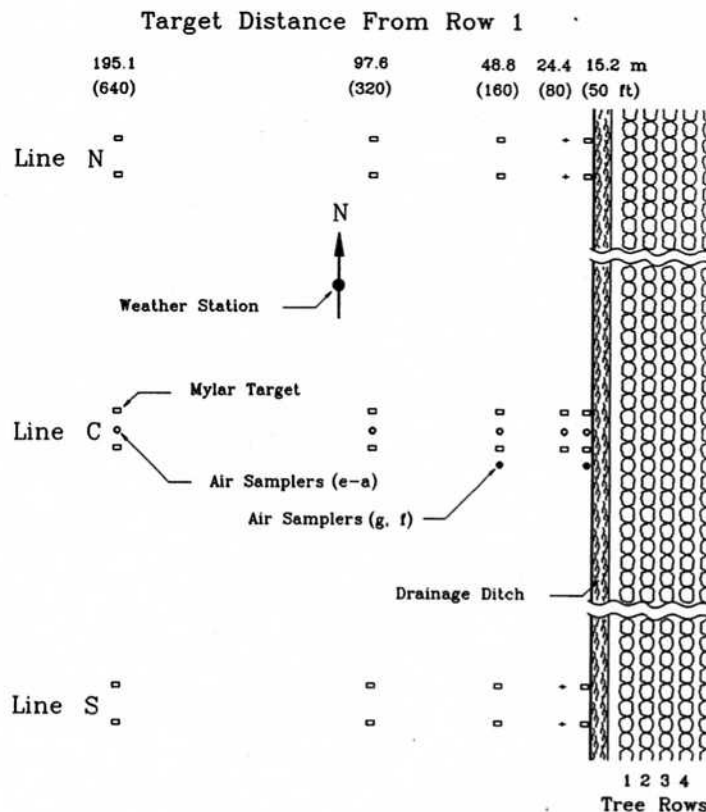 Target Distance From Row 1
195.1 97.6 48.8 24.4 15.2 m
(640) (320) (160) (80) (50 ft)
Line N
N
Weather Station
Mylar Target
Line C
Air Samplers (e-a)
Air Samplers (g, f)
Drainage Ditch
Line S
1 2 3 4
Tree Rows